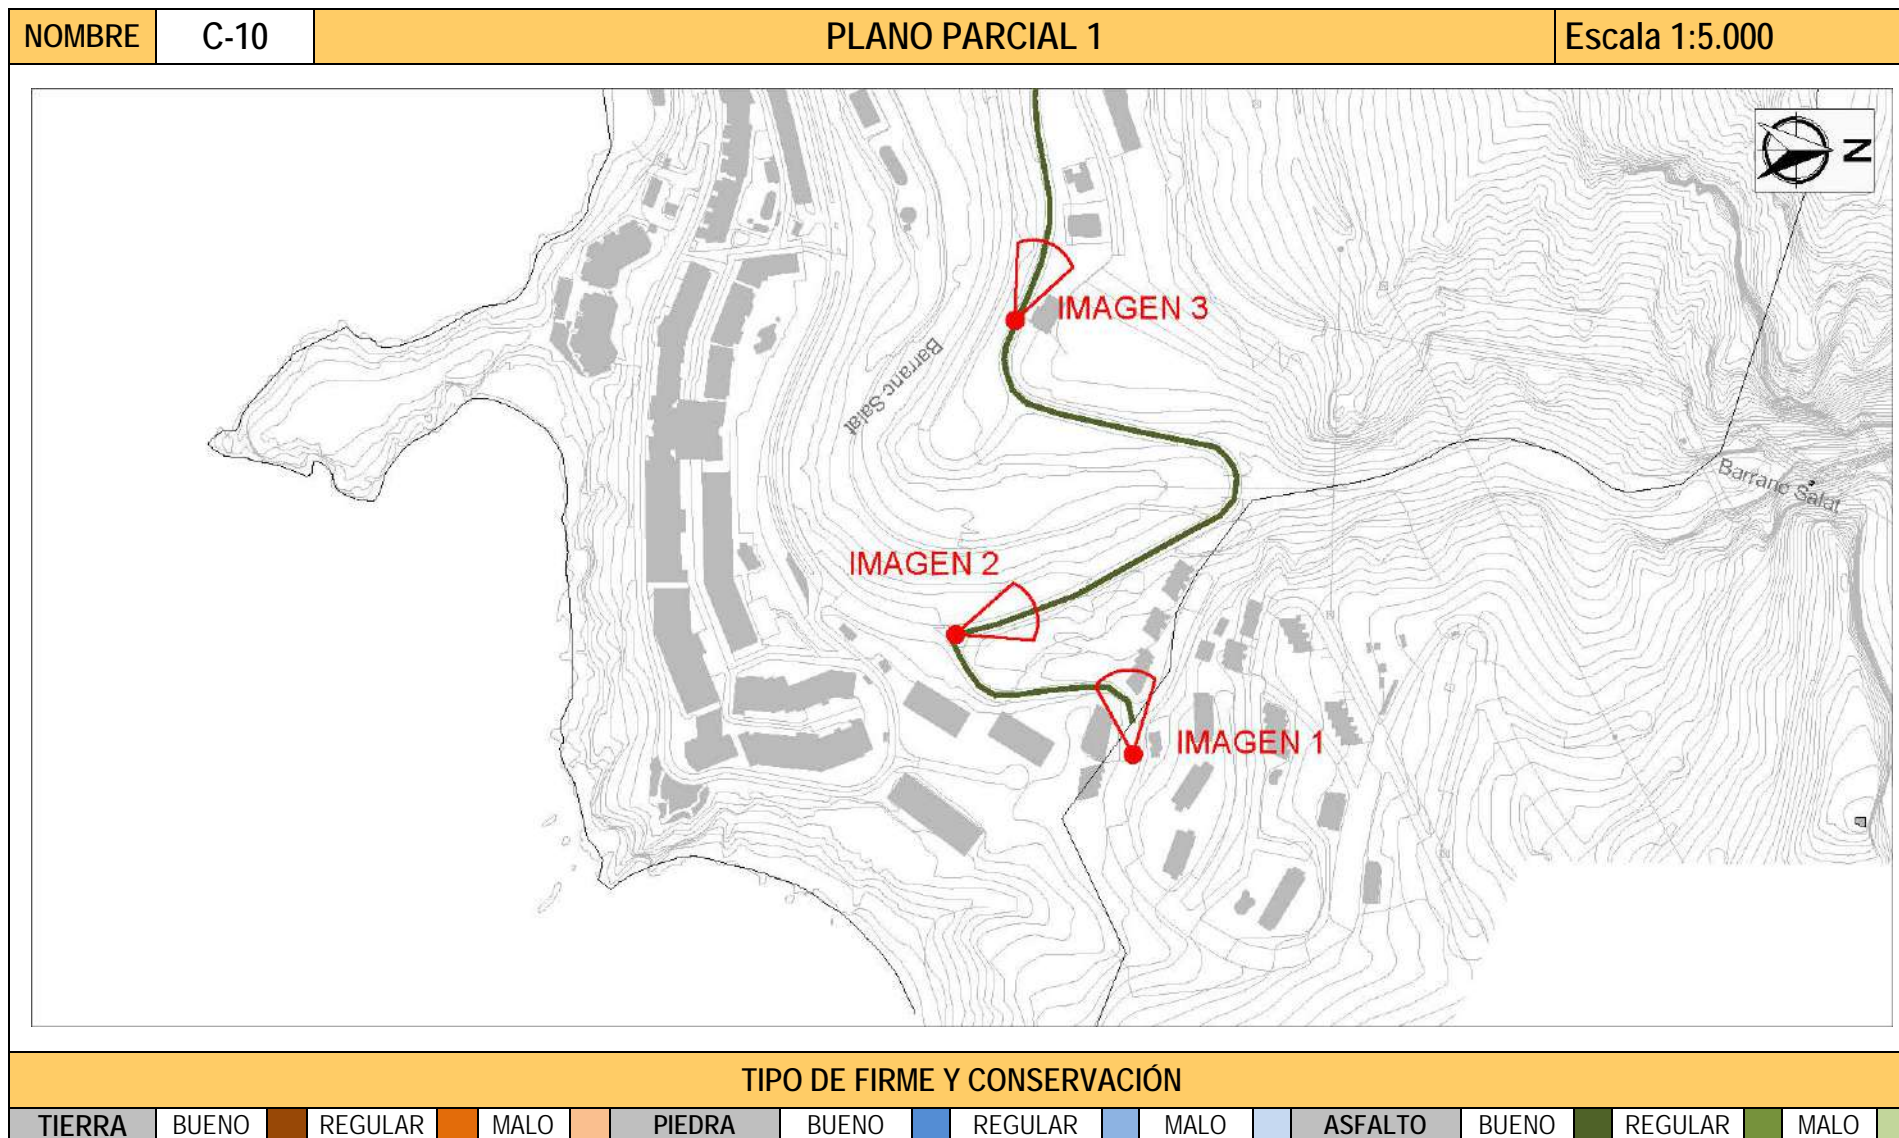 NOMBRE C-10 PLANO PARCIAL 1 Escala 1:5.000
N
IMAGEN 3
Barranc Salat
Barranc Salat
IMAGEN 2
IMAGEN 1
TIPO DE FIRME Y CONSERVACIÓN
TIERRA BUENO REGULAR MALO PIEDRA BUENO REGULAR MALO ASFALTO BUENO REGULAR MALO